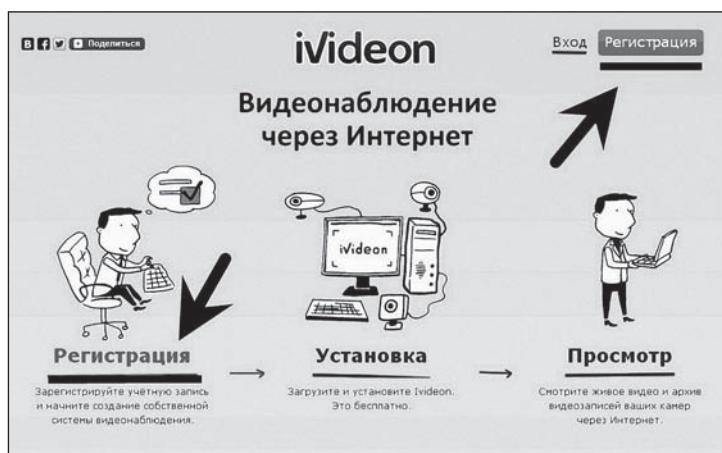 В f Поделиться
iVideon
Вход Регистрация
Видеонаблюдение
через Интернет
iVideon
Регистрация
Установка
Просмотр
Зарегистрируйте учётную запись
и начните создание собственной
системы видеонаблюдения.
Загрузите и установите Ivideon.
Это бесплатно.
Смотрите живое видео и архив
видеозаписей ваших камер
через Интернет.